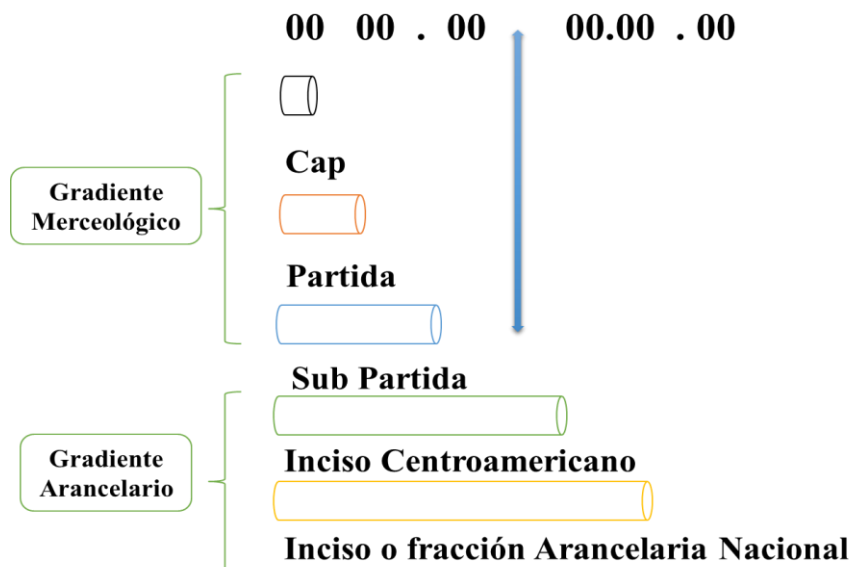 00 00 . 00 00.00 . 00
Cap
Gradiente
Merceológico
Partida
Sub Partida
Gradiente
Arancelario
Inciso Centroamericano
Inciso o fracción Arancelaria Nacional